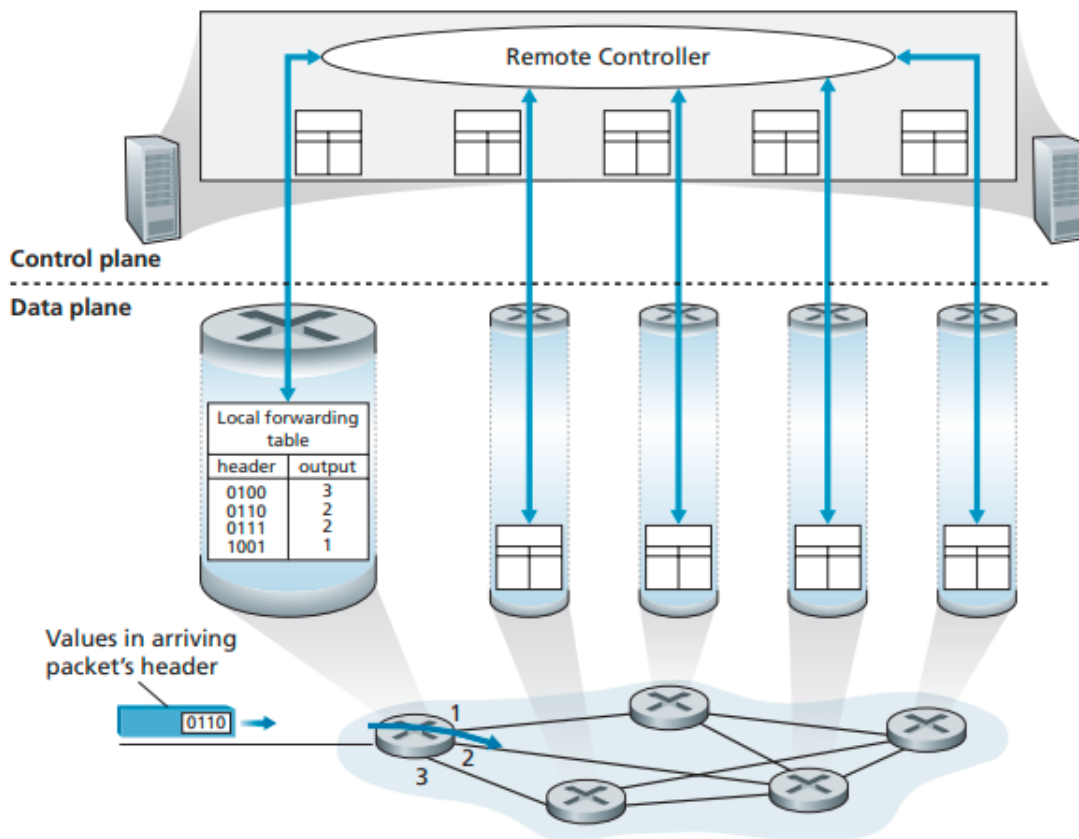 Remote Controller
Control plane
Data plane
Local forwarding
table
header output
0100 3
0110 2
0111 2
1001 1
Values in arriving
packet's header
0110
1
2
3